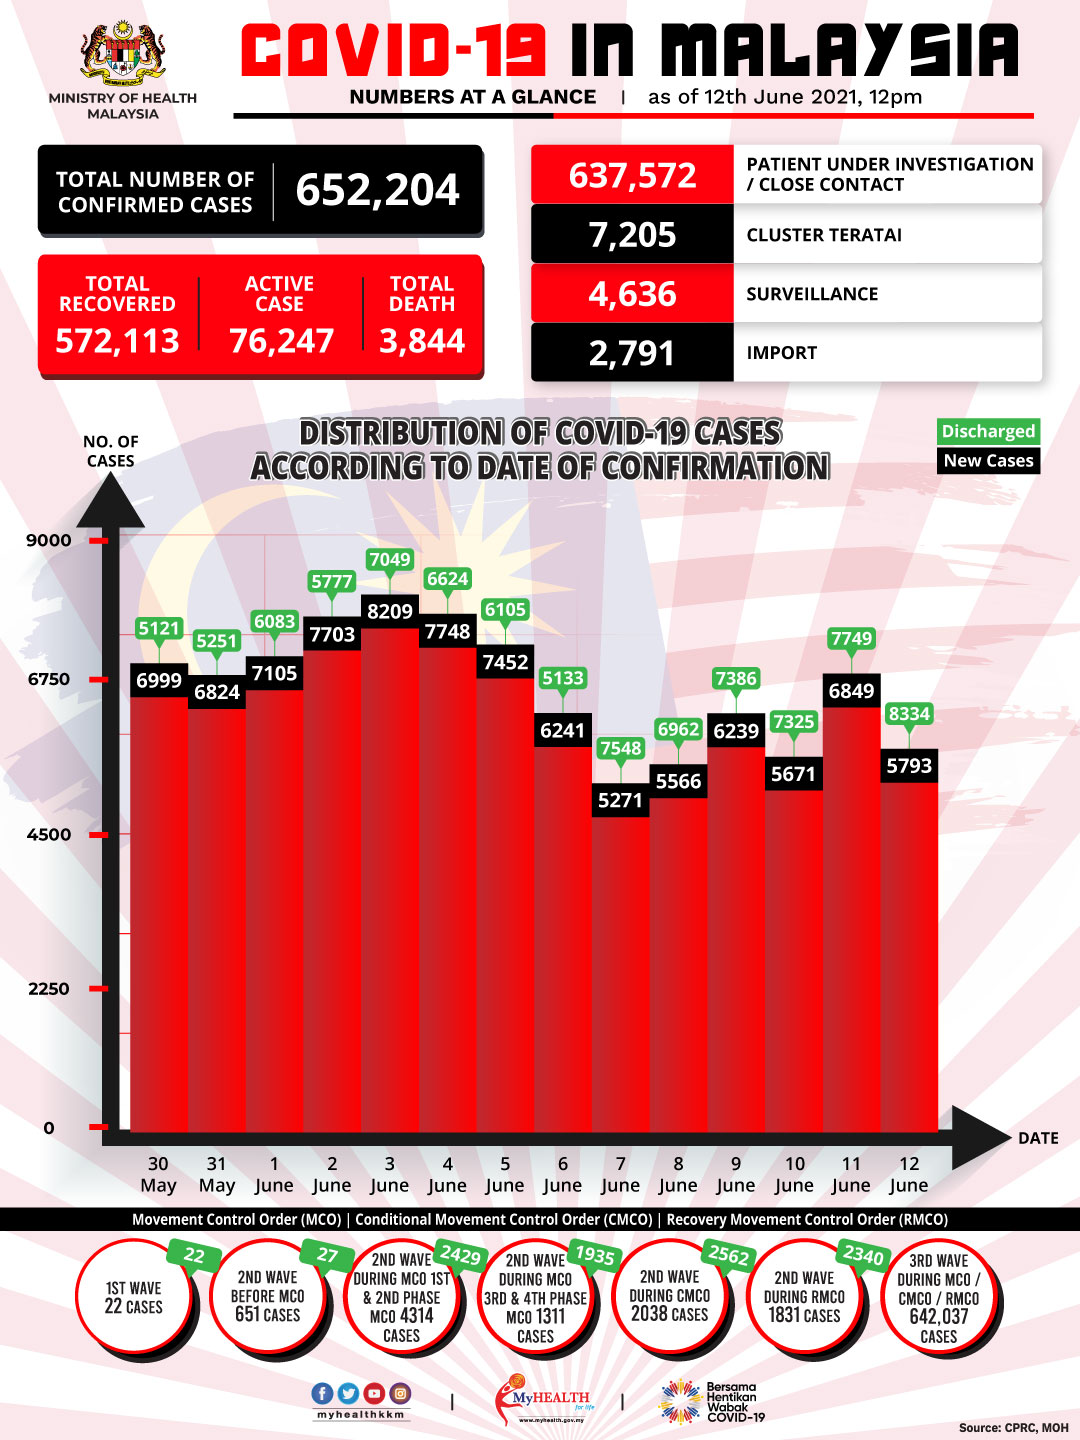 MINISTRY OF HEALTH
MALAYSIA
COVID-19 IN MALAYSIA
NUMBERS AT A GLANCE | as of 12th June 2021, 12pm
TOTAL NUMBER OF
CONFIRMED CASES
652,204
TOTAL
RECOVERED
572,113
ACTIVE
CASE
76,247
TOTAL
DEATH
3,844
637,572
PATIENT UNDER INVESTIGATION
/ CLOSE CONTACT
7,205 CLUSTER TERATAI
4,636 SURVEILLANCE
2,791 IMPORT
DISTRIBUTION OF COVID-19 CASES
ACCORDING TO DATE OF CONFIRMATION
Discharged
New Cases
NO. OF
CASES
9000
6750
4500
2250
0
5121
6999
5251
6824
6083
7105
5777
7703
7049
8209
6624
7748
6105
7452
5133
6241
7548
5271
6962
5566
7386
6239
7325
5671
7749
6849
8334
5793
30
May
31
May
1
June
2
June
3
June
4
June
5
June
6
June
7
June
8
June
9
June
10
June
11
June
12
June
DATE
Movement Control Order (MCO) | Conditional Movement Control Order (CMCO) | Recovery Movement Control Order (RMCO)
22
1ST WAVE
22 CASES
27
2ND WAVE
BEFORE MCO
651 CASES
2429
2ND WAVE
DURING MCO 1ST
& 2ND PHASE
MCO 4314
CASES
1935
2ND WAVE
DURING MCO
3RD & 4TH PHASE
MCO 1311
CASES
2562
2ND WAVE
DURING CMCO
2038 CASES
2340
2ND WAVE
DURING RMCO
1831 CASES
3RD WAVE
DURING MCO /
CMCO / RMCO
642,037
CASES
myhealthkkm
MyHEALTH
for life
www.myhealth.gov.my
Bersama
Hentikan
Wabak
COVID-19
Source: CPRC, MOH